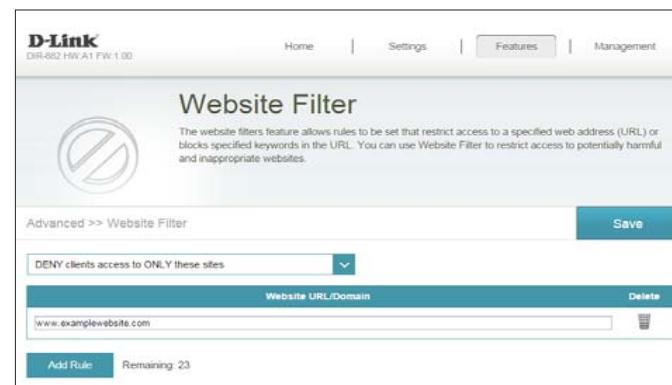 D-Link
DIR-882 HW:A1 FW:1.00
Home | Settings | Features | Management
Website Filter
The website filters feature allows rules to be set that restrict access to a specified web address (URL) or
blocks specified keywords in the URL. You can use Website Filter to restrict access to potentially harmful
and inappropriate websites.
Advanced >> Website Filter
Save
DENY clients access to ONLY these sites
Website URL/Domain Delete
www.examplewebsite.com
Add Rule Remaining: 23